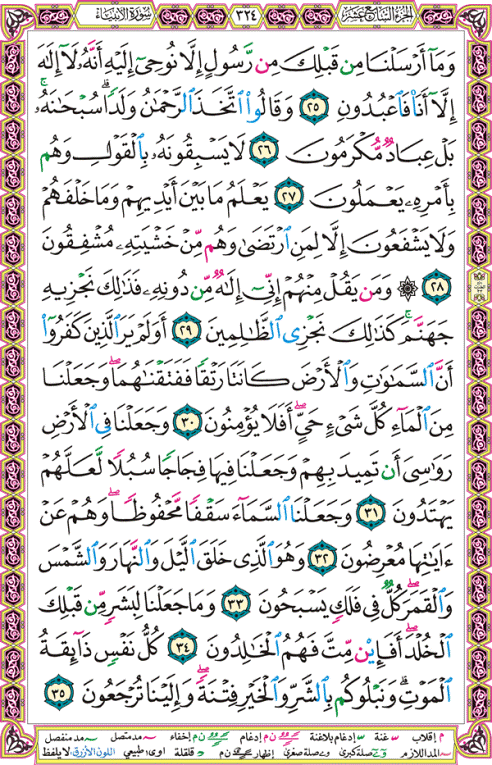 الجزء السابع عشر ٣٢٤ سورة الأنبياء
وَمَآ أَرۡسَلۡنَا مِن قَبۡلِكَ مِن رَّسُولٍ إِلَّا نُوحِىٓ إِلَيۡهِ أَنَّهُۥ لَآ إِلَٰهَ
إِلَّآ أَنَا۠ فَٱعۡبُدُونِ ٢٥ وَقَالُواْ ٱتَّخَذَ ٱلرَّحۡمَٰنُ وَلَدٗاۗ سُبۡحَٰنَهُۥۚ
بَلۡ عِبَادٞ مُّكۡرَمُونَ ٢٦ لَا يَسۡبِقُونَهُۥ بِٱلۡقَوۡلِ وَهُم
بِأَمۡرِهِۦ يَعۡمَلُونَ ٢٧ يَعۡلَمُ مَا بَيۡنَ أَيۡدِيهِمۡ وَمَا خَلۡفَهُمۡ
وَلَا يَشۡفَعُونَ إِلَّا لِمَنِ ٱرۡتَضَىٰ وَهُم مِّنۡ خَشۡيَتِهِۦ مُشۡفِقُونَ
٢٨ ۞ وَمَن يَقُلۡ مِنۡهُمۡ إِنِّىٓ إِلَٰهٞ مِّن دُونِهِۦ فَذَٰلِكَ نَجۡزِيهِ
جَهَنَّمَۚ كَذَٰلِكَ نَجۡزِى ٱلظَّٰلِمِينَ ٢٩ أَوَلَمۡ يَرَ ٱلَّذِينَ كَفَرُوٓاْ
أَنَّ ٱلسَّمَٰوَٰتِ وَٱلۡأَرۡضَ كَانَتَا رَتۡقٗا فَفَتَقۡنَٰهُمَاۖ وَجَعَلۡنَا
مِنَ ٱلۡمَآءِ كُلَّ شَىۡءٍ حَىٍّۖ أَفَلَا يُؤۡمِنُونَ ٣٠ وَجَعَلۡنَا فِى ٱلۡأَرۡضِ
رَوَٰسِىَ أَن تَمِيدَ بِهِمۡ وَجَعَلۡنَا فِيهَا فِجَاجٗا سُبُلٗا لَّعَلَّهُمۡ
يَهۡتَدُونَ ٣١ وَجَعَلۡنَا ٱلسَّمَآءَ سَقۡفٗا مَّحۡفُوظٗاۖ وَهُمۡ عَنۡ
ءَايَٰتِهَا مُعۡرِضُونَ ٣٢ وَهُوَ ٱلَّذِى خَلَقَ ٱلَّيۡلَ وَٱلنَّهَارَ وَٱلشَّمۡسَ
وَٱلۡقَمَرَۖ كُلّٞ فِى فَلَكٖ يَسۡبَحُونَ ٣٣ وَمَا جَعَلۡنَا لِبَشَرٖ مِّن قَبۡلِكَ
ٱلۡخُلۡدَۖ أَفَإِيْن مِّتَّ فَهُمُ ٱلۡخَٰلِدُونَ ٣٤ كُلُّ نَفۡسٖ ذَآئِقَةُ
ٱلۡمَوۡتِۗ وَنَبۡلُوكُم بِٱلشَّرِّ وَٱلۡخَيۡرِ فِتۡنَةٗۖ وَإِلَيۡنَا تُرۡجَعُونَ ٣٥
م إقلاب غنة إدغام بلاغنة ن م إدغام ن م إخفاء مد متصل مد منفصل
المد اللازم صلة كبرى صلة صغرى إظهار ن م قلقلة اوى: طبيعي اللون الأزرق: لا يلفظ